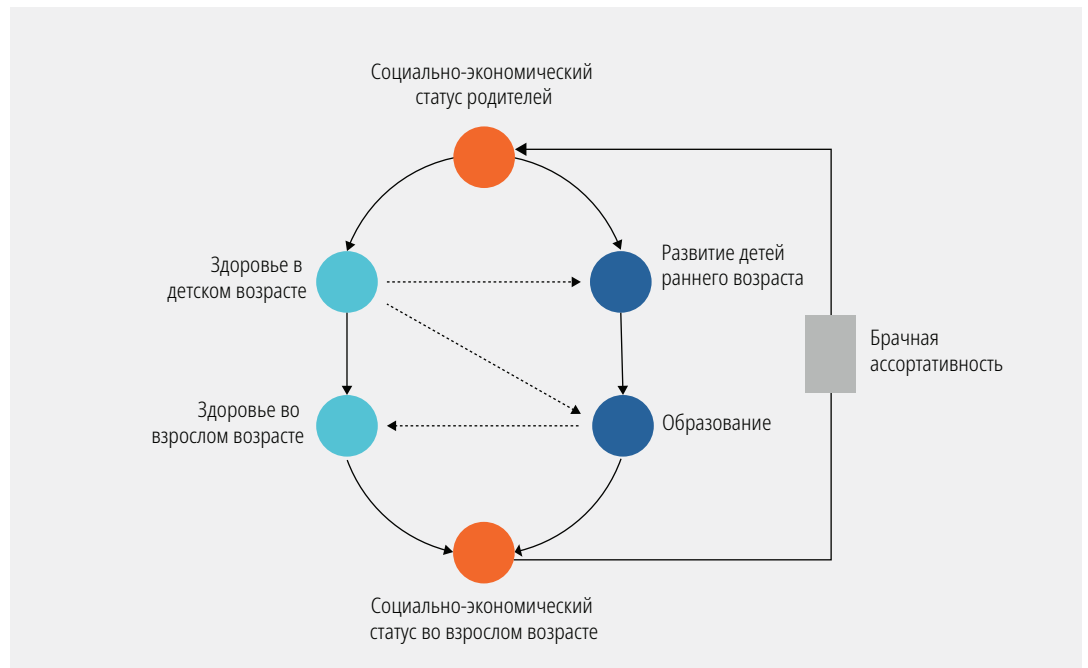 Социально-экономический
статус родителей
Здоровье в
детском возрасте
Развитие детей
раннего возраста
Брачная
ассортативность
Здоровье во
взрослом возрасте
Образование
Социально-экономический
статус во взрослом возрасте